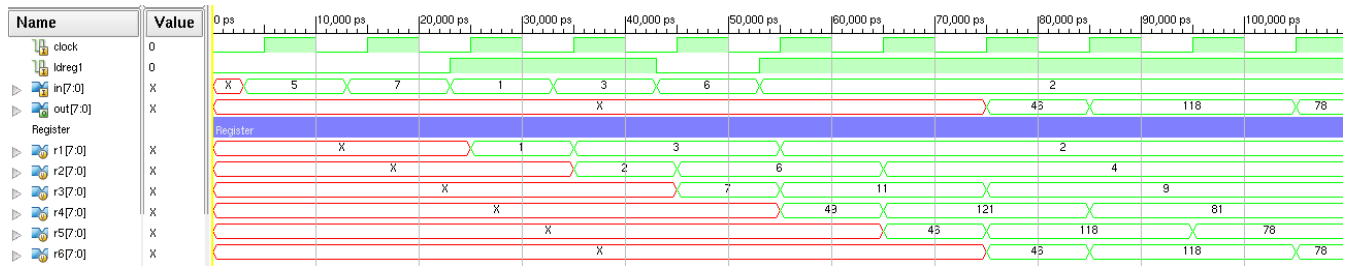 Name Value 0 ps 10,000 ps 20,000 ps 30,000 ps 40,000 ps 50,000 ps 60,000 ps 70,000 ps 80,000 ps 90,000 ps 100,000 ps
clock 0
ldreg1 0
in[7:0] X X 5 7 1 3 6 2
out[7:0] X X 46 118 78
Register Register
r1[7:0] X X 1 3 2
r2[7:0] X X 2 6 4
r3[7:0] X X 7 11 9
r4[7:0] X X 49 121 81
r5[7:0] X X 46 118 78
r6[7:0] X X 46 118 78